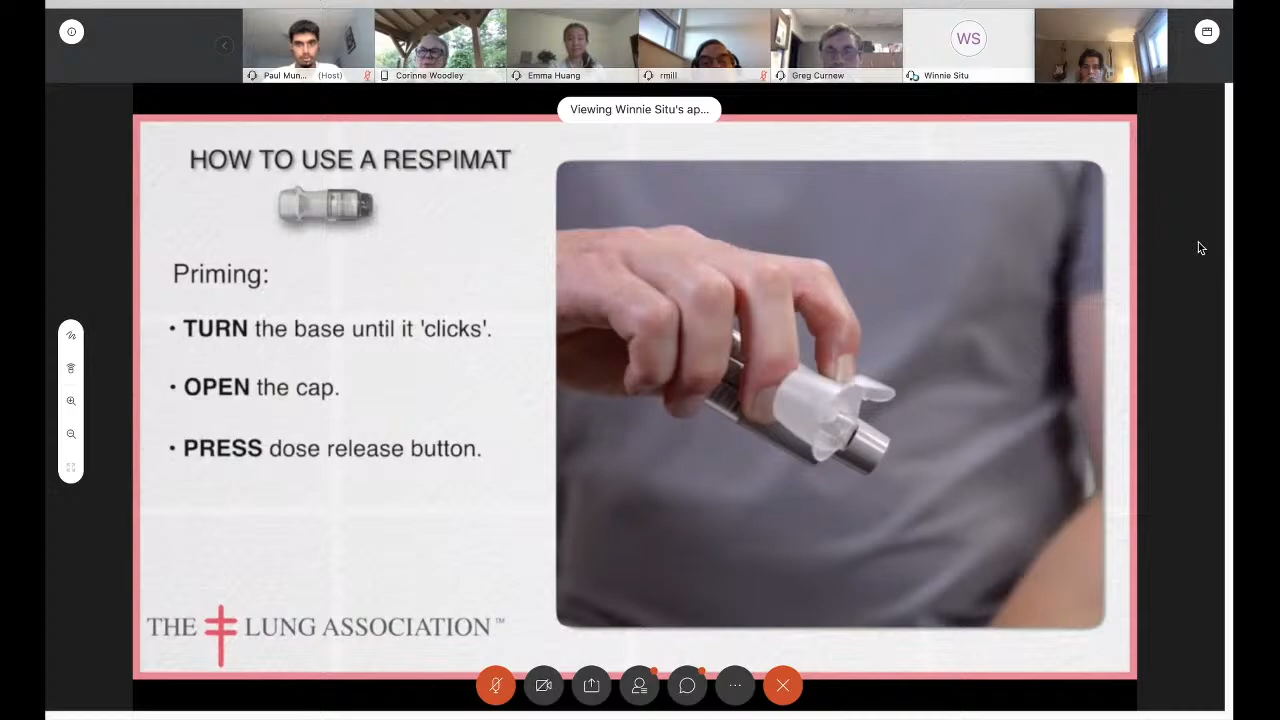 Paul Mun... (Host)
Corinne Woodley
Emma Huang
rmill
Greg Curnew
WS
Winnie Situ
Viewing Winnie Situ's ap...
HOW TO USE A RESPIMAT
Priming:
• TURN the base until it 'clicks'.
• OPEN the cap.
• PRESS dose release button.
THE LUNG ASSOCIATION™